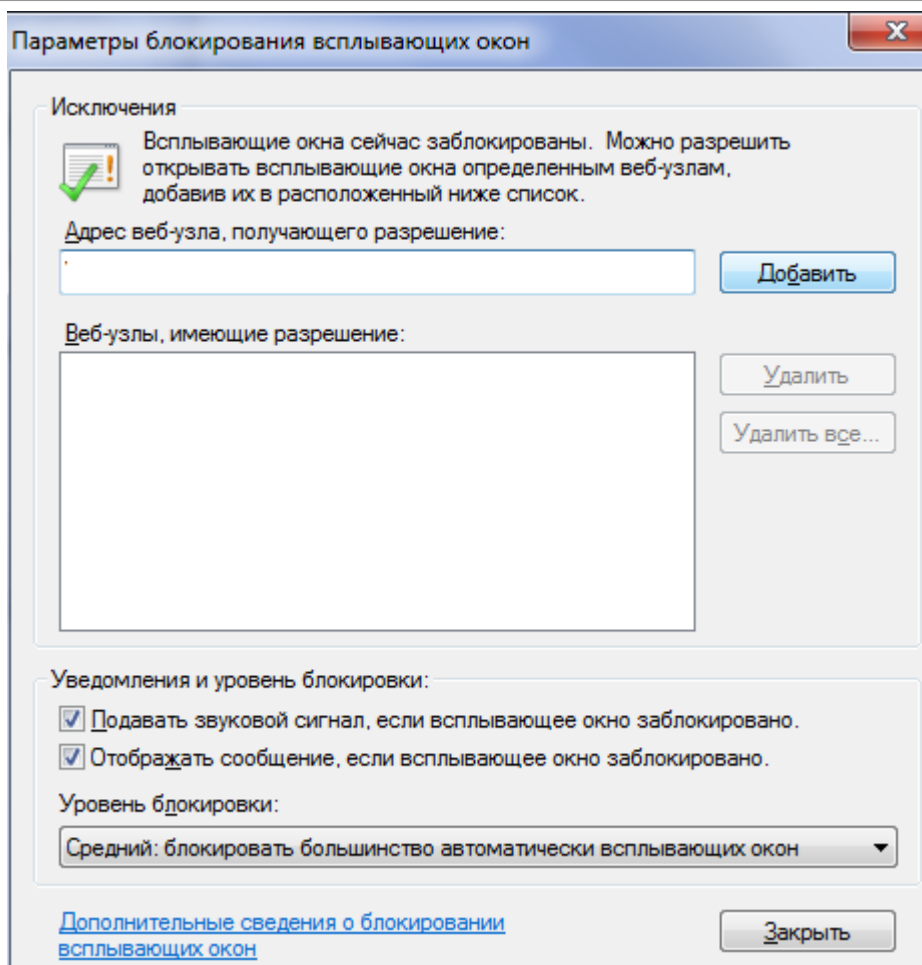 Параметры блокирования всплывающих окон
Исключения
Всплывающие окна сейчас заблокированы. Можно разрешить
открывать всплывающие окна определенным веб-узлам,
добавив их в расположенный ниже список.
Адрес веб-узла, получающего разрешение:
Добавить
Веб-узлы, имеющие разрешение:
Удалить
Удалить все...
Уведомления и уровень блокировки:
Подавать звуковой сигнал, если всплывающее окно заблокировано.
Отображать сообщение, если всплывающее окно заблокировано.
Уровень блокировки:
Средний: блокировать большинство автоматически всплывающих окон
Дополнительные сведения о блокировании
всплывающих окон
Закрыть